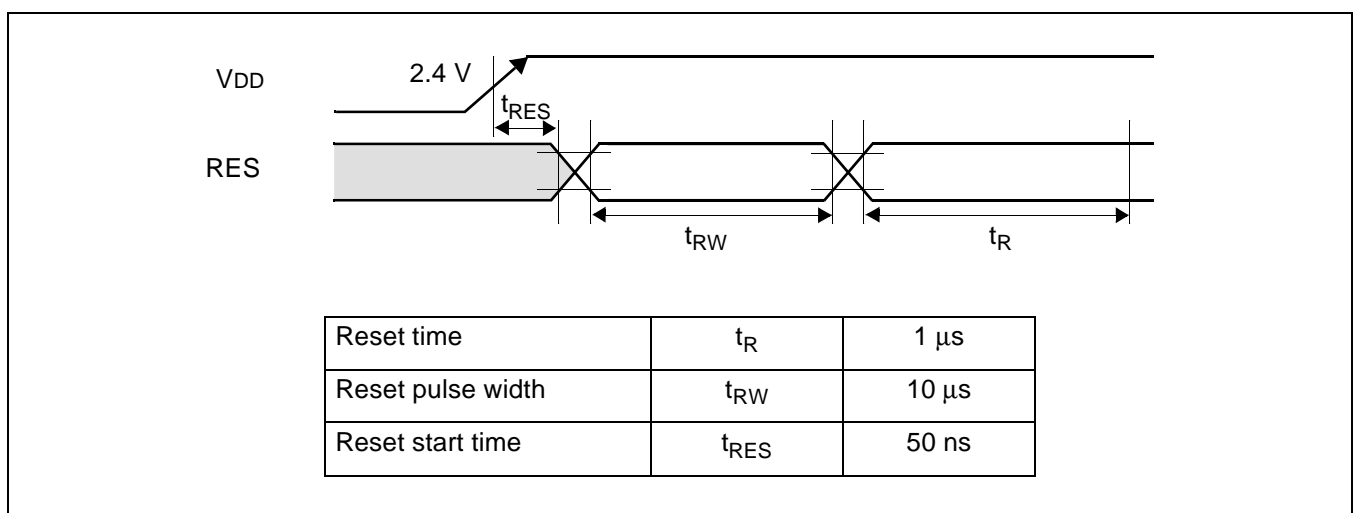 VDD
2.4 V
tRES
RES
tRW
tR
Reset time tR 1 μs
Reset pulse width tRW 10 μs
Reset start time tRES 50 ns